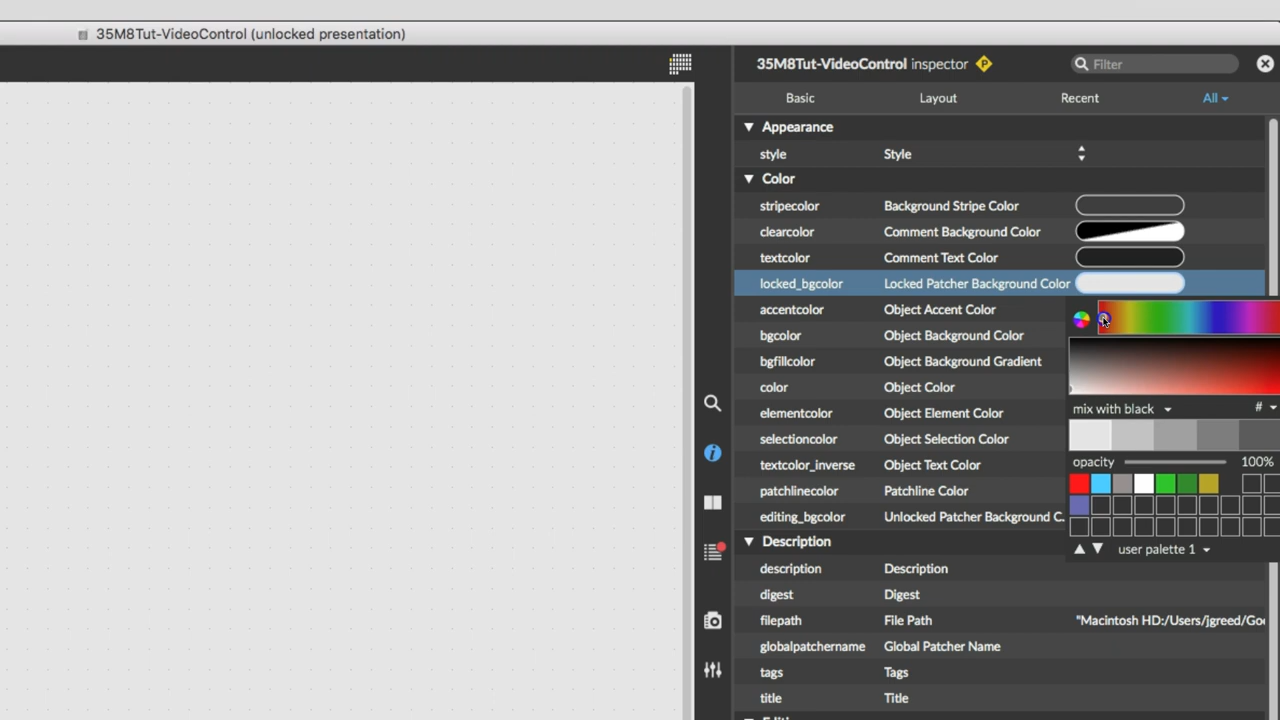 35M8Tut-VideoControl (unlocked presentation)
35M8Tut-VideoControl inspector P Filter
Basic Layout Recent All
Appearance
style Style
Color
stripecolor Background Stripe Color
clearcolor Comment Background Color
textcolor Comment Text Color
locked_bgcolor Locked Patcher Background Color
accentcolor Object Accent Color
bgcolor Object Background Color
bgfillcolor Object Background Gradient
color Object Color
mix with black #
elementcolor Object Element Color
selectioncolor Object Selection Color
opacity 100%
textcolor_inverse Object Text Color
patchlinecolor Patchline Color
editing_bgcolor Unlocked Patcher Background C.
user palette 1
Description
description Description
digest Digest
filepath File Path "Macintosh HD:/Users/jgreed/Goo
globalpatchername Global Patcher Name
tags Tags
title Title